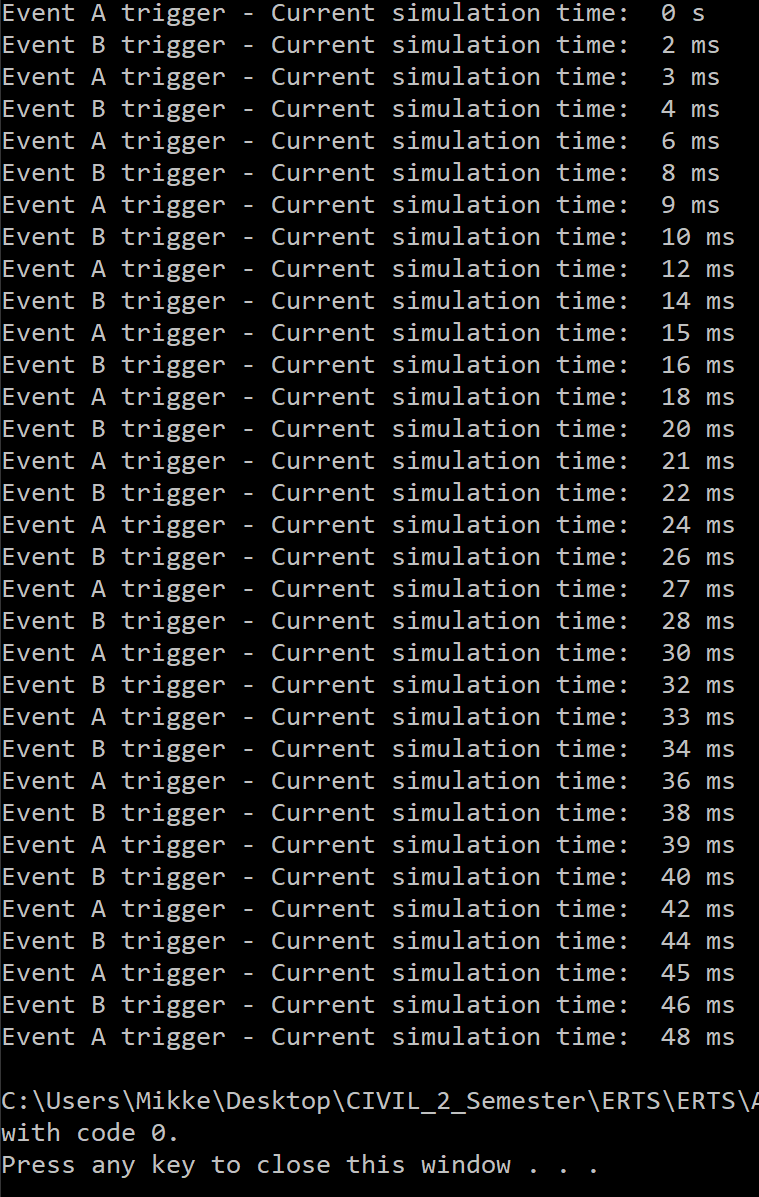 Event A trigger - Current simulation time:  0 s
Event B trigger - Current simulation time:  2 ms
Event A trigger - Current simulation time:  3 ms
Event B trigger - Current simulation time:  4 ms
Event A trigger - Current simulation time:  6 ms
Event B trigger - Current simulation time:  8 ms
Event A trigger - Current simulation time:  9 ms
Event B trigger - Current simulation time:  10 ms
Event A trigger - Current simulation time:  12 ms
Event B trigger - Current simulation time:  14 ms
Event A trigger - Current simulation time:  15 ms
Event B trigger - Current simulation time:  16 ms
Event A trigger - Current simulation time:  18 ms
Event B trigger - Current simulation time:  20 ms
Event A trigger - Current simulation time:  21 ms
Event B trigger - Current simulation time:  22 ms
Event A trigger - Current simulation time:  24 ms
Event B trigger - Current simulation time:  26 ms
Event A trigger - Current simulation time:  27 ms
Event B trigger - Current simulation time:  28 ms
Event A trigger - Current simulation time:  30 ms
Event B trigger - Current simulation time:  32 ms
Event A trigger - Current simulation time:  33 ms
Event B trigger - Current simulation time:  34 ms
Event A trigger - Current simulation time:  36 ms
Event B trigger - Current simulation time:  38 ms
Event A trigger - Current simulation time:  39 ms
Event B trigger - Current simulation time:  40 ms
Event A trigger - Current simulation time:  42 ms
Event B trigger - Current simulation time:  44 ms
Event A trigger - Current simulation time:  45 ms
Event B trigger - Current simulation time:  46 ms
Event A trigger - Current simulation time:  48 ms
C:\Users\Mikke\Desktop\CIVIL_2_Semester\ERTS\ERTS\A
with code 0.
Press any key to close this window . . .